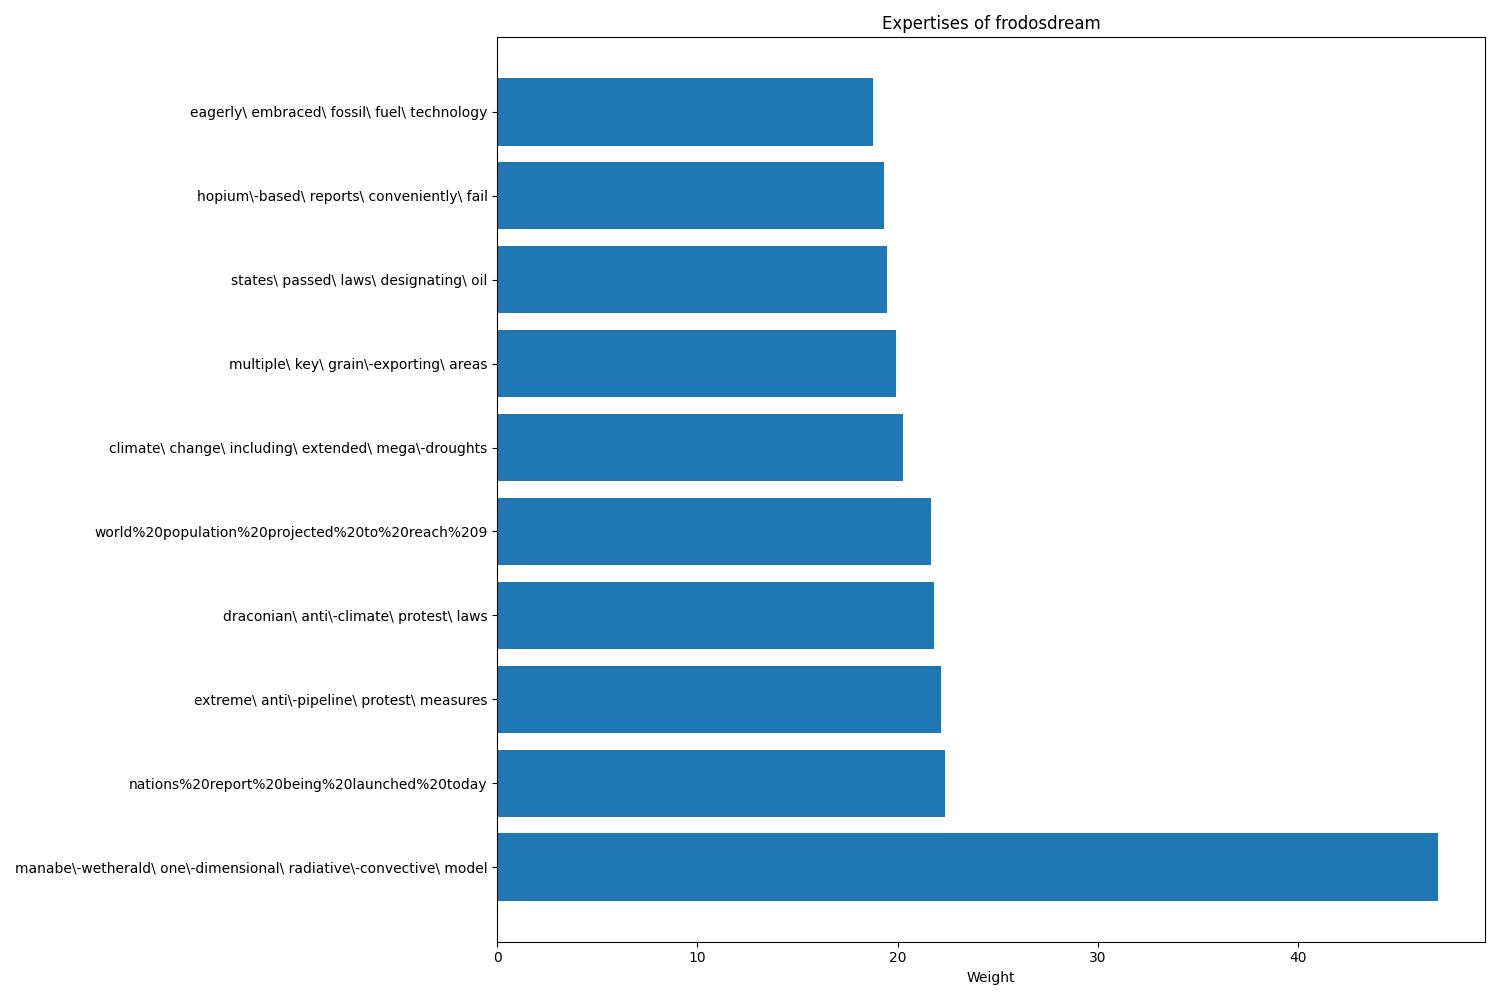 Expertises of frodosdream
eagerly\ embraced\ fossil\ fuel\ technology
hopium\-based\ reports\ conveniently\ fail
states\ passed\ laws\ designating\ oil
multiple\ key\ grain\-exporting\ areas
climate\ change\ including\ extended\ mega\-droughts
world%20population%20projected%20to%20reach%209
draconian\ anti\-climate\ protest\ laws
extreme\ anti\-pipeline\ protest\ measures
nations%20report%20being%20launched%20today
manabe\-wetherald\ one\-dimensional\ radiative\-convective\ model
0 10 20 30 40
Weight